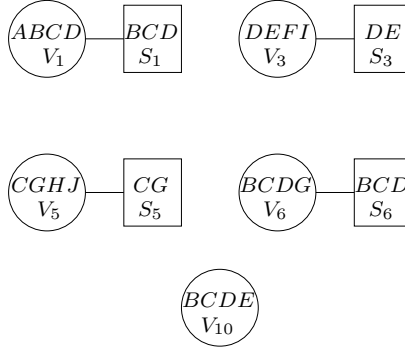 ABCD
V1
BCD
S1
DEFI
V3
DE
S3
CGHJ
V5
CG
S5
BCDG
V6
BCD
S6
BCDE
V10